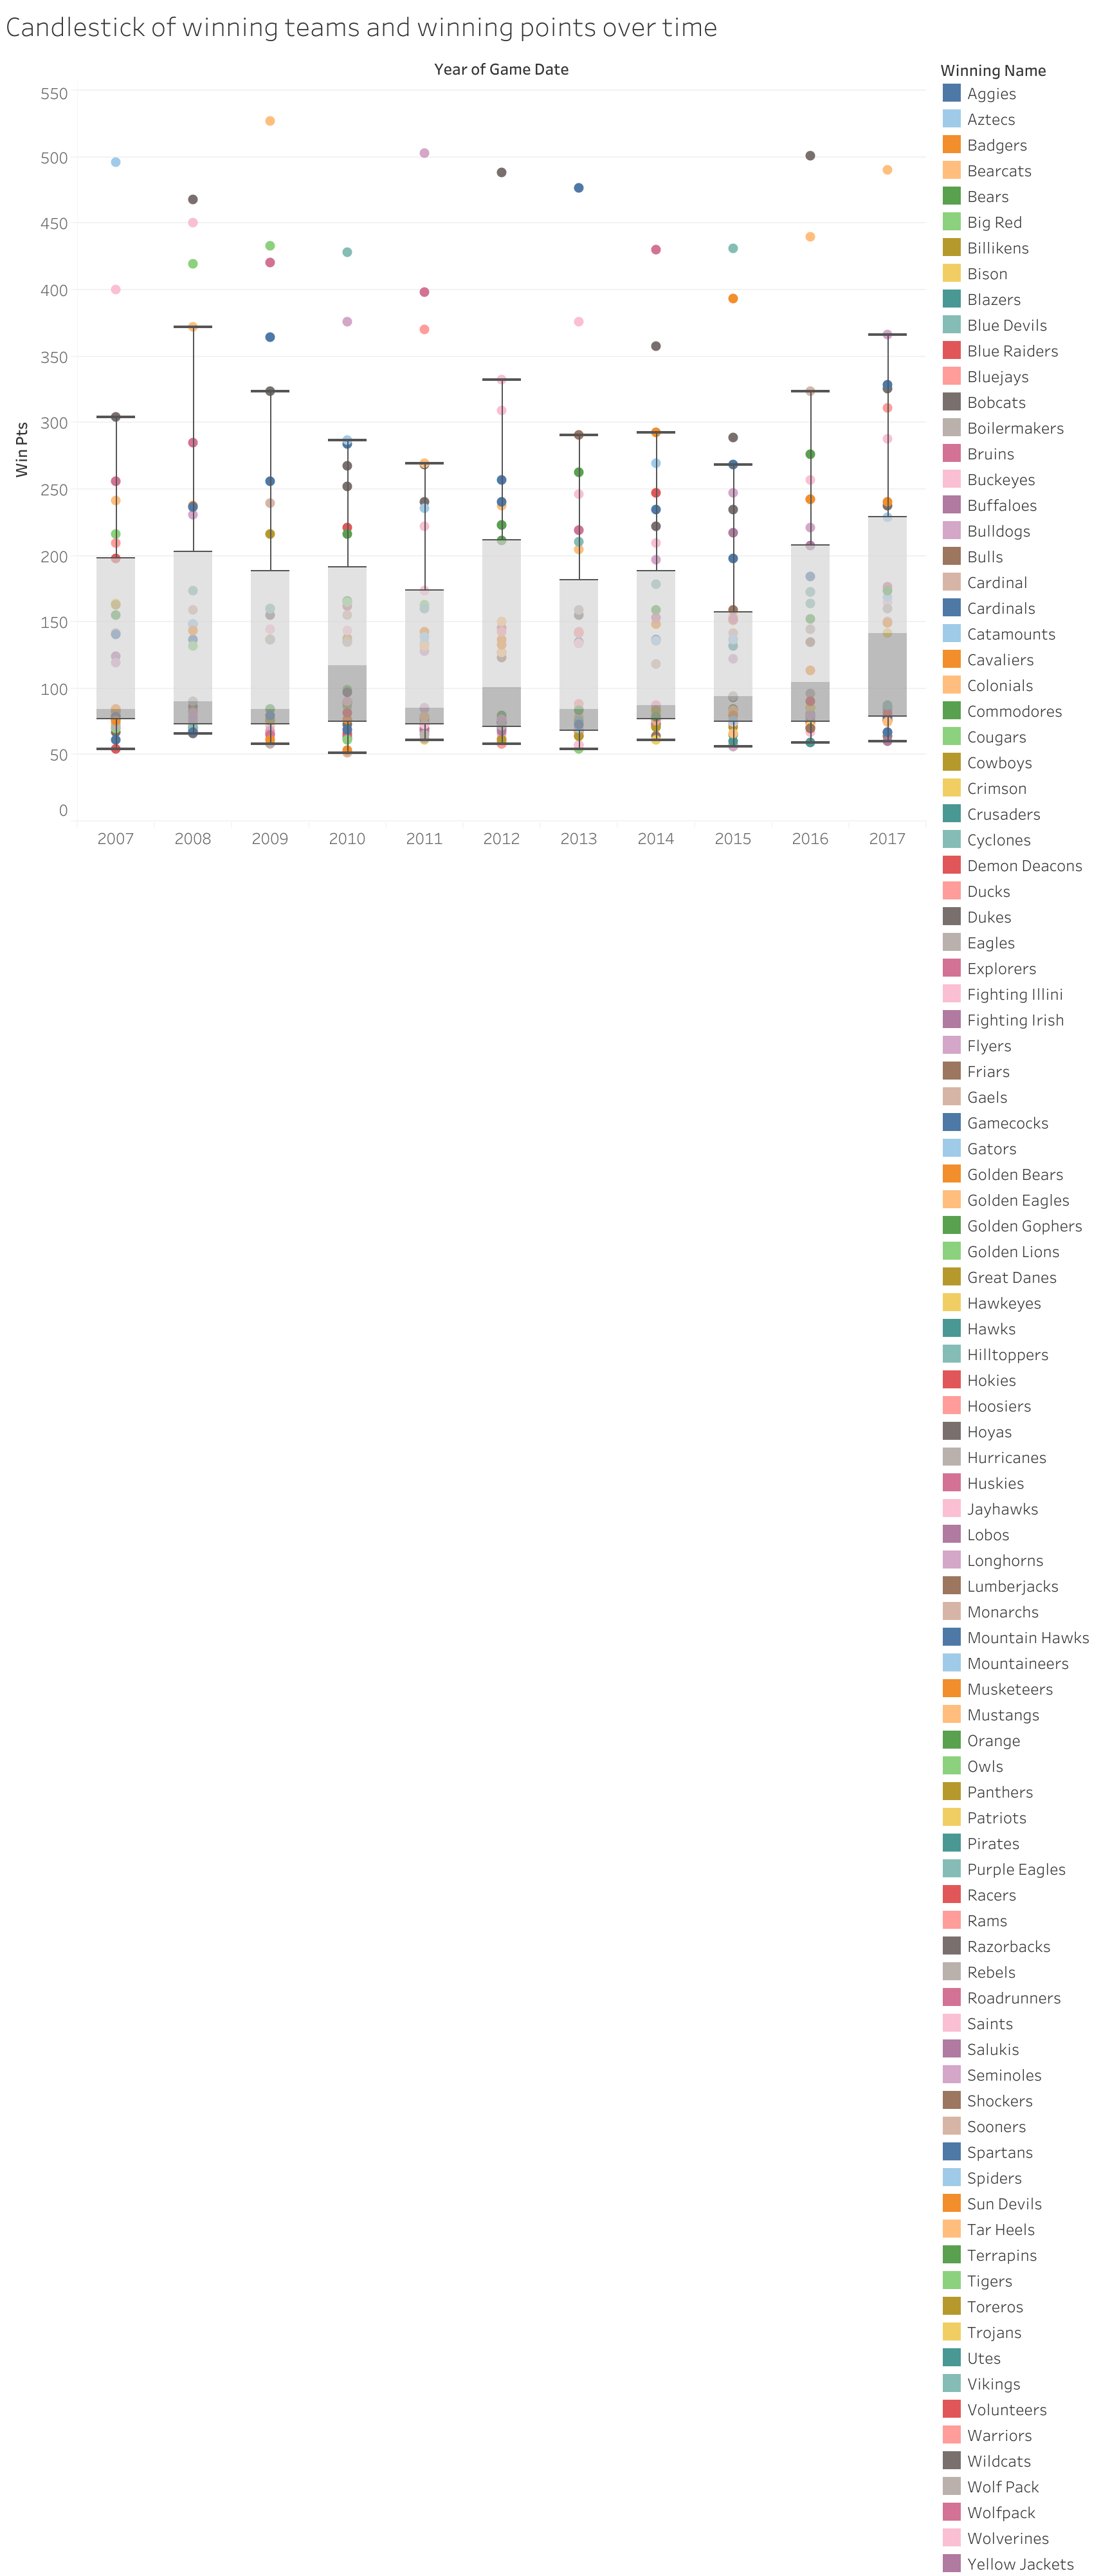 Candlestick of winning teams and winning points over time
Year of Game Date
Winning Name
550
500
450
400
350
300
250
200
150
100
50
0
Win Pts
2007 2008 2009 2010 2011 2012 2013 2014 2015 2016 2017
Aggies
Aztecs
Badgers
Bearcats
Bears
Big Red
Billikens
Bison
Blazers
Blue Devils
Blue Raiders
Bluejays
Bobcats
Boilermakers
Bruins
Buckeyes
Buffaloes
Bulldogs
Bulls
Cardinal
Cardinals
Catamounts
Cavaliers
Colonials
Commodores
Cougars
Cowboys
Crimson
Crusaders
Cyclones
Demon Deacons
Ducks
Dukes
Eagles
Explorers
Fighting Illini
Fighting Irish
Flyers
Friars
Gaels
Gamecocks
Gators
Golden Bears
Golden Eagles
Golden Gophers
Golden Lions
Great Danes
Hawkeyes
Hawks
Hilltoppers
Hokies
Hoosiers
Hoyas
Hurricanes
Huskies
Jayhawks
Lobos
Longhorns
Lumberjacks
Monarchs
Mountain Hawks
Mountaineers
Musketeers
Mustangs
Orange
Owls
Panthers
Patriots
Pirates
Purple Eagles
Racers
Rams
Razorbacks
Rebels
Roadrunners
Saints
Salukis
Seminoles
Shockers
Sooners
Spartans
Spiders
Sun Devils
Tar Heels
Terrapins
Tigers
Toreros
Trojans
Utes
Vikings
Volunteers
Warriors
Wildcats
Wolf Pack
Wolfpack
Wolverines
Yellow Jackets